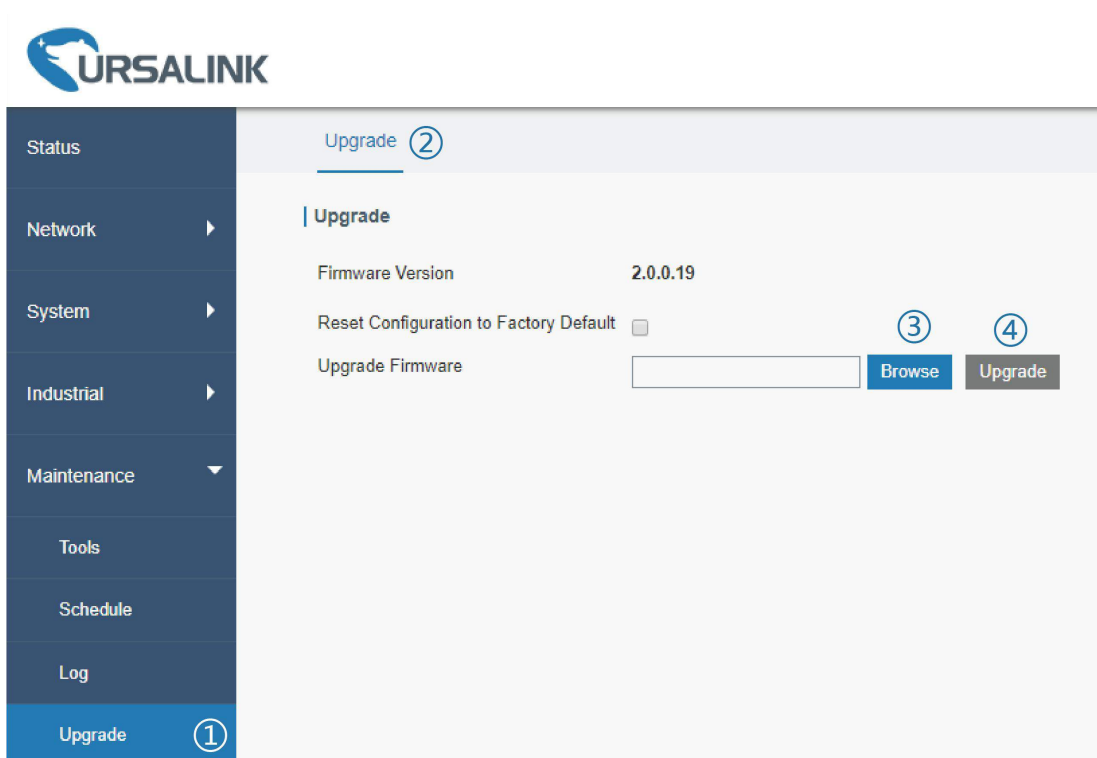 URSALINK
Status
Upgrade ②
Upgrade
Network
Firmware Version 2.0.0.19
System
Reset Configuration to Factory Default
③ ④
Upgrade Firmware Browse Upgrade
Industrial
Maintenance
Tools
Schedule
Log
Upgrade ①